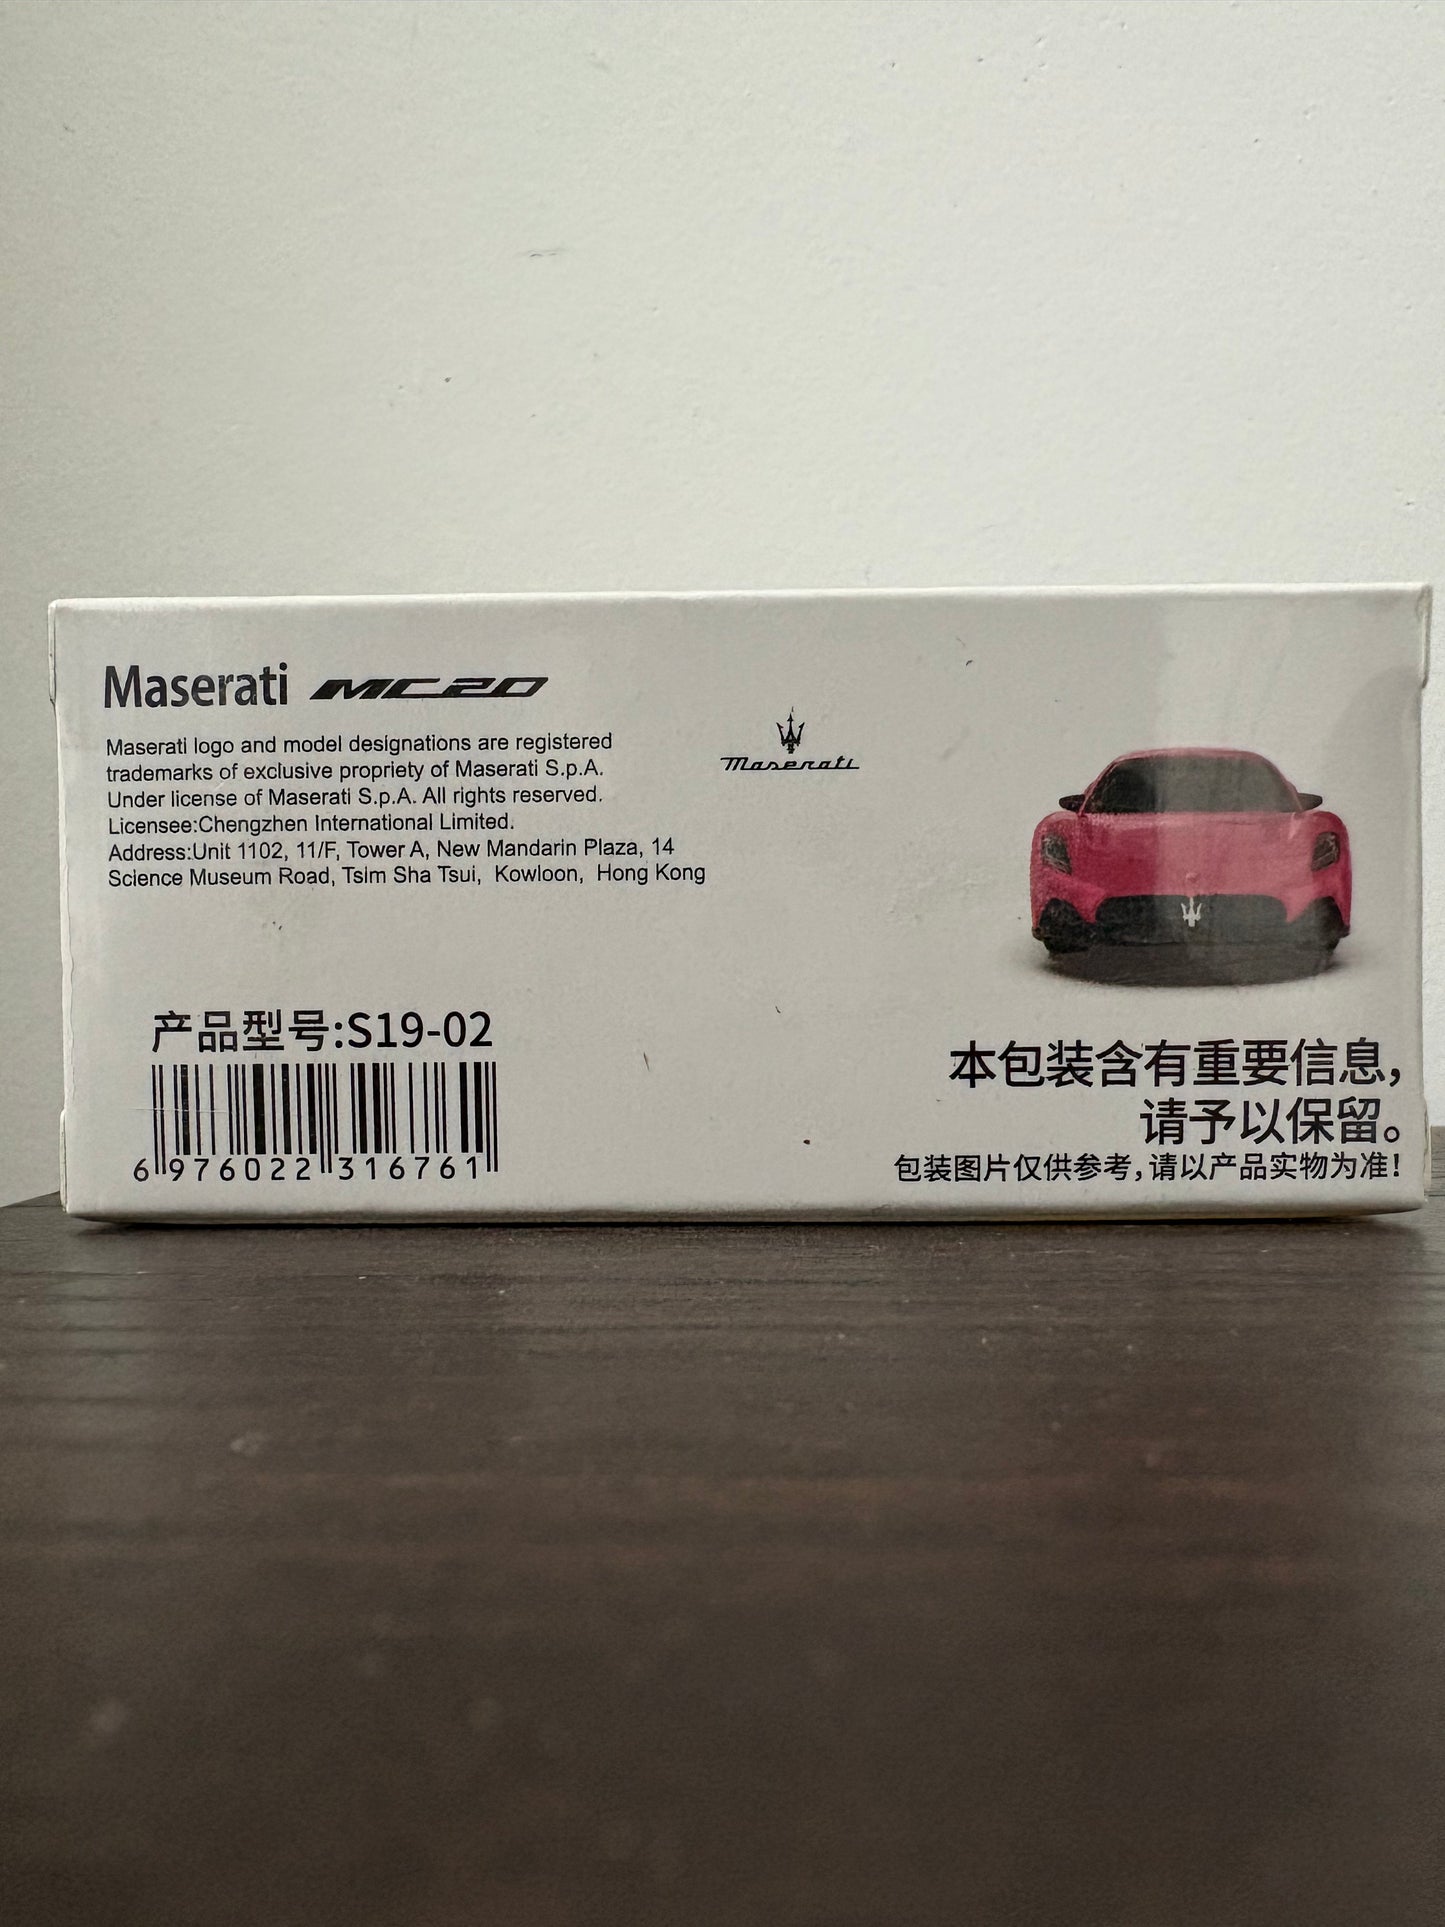 Maserati MC20
Maserati logo and model designations are registered
trademarks of exclusive propriety of Maserati S.p.A.
Under license of Maserati S.p.A. All rights reserved.
Licensee:Chengzhen International Limited.
Address:Unit 1102, 11/F, Tower A, New Mandarin Plaza, 14
Science Museum Road, Tsim Sha Tsui, Kowloon, Hong Kong
Maserati
产品型号:S19-02
6 976022 316761
本包装含有重要信息,
请予以保留。
包装图片仅供参考,请以产品实物为准!